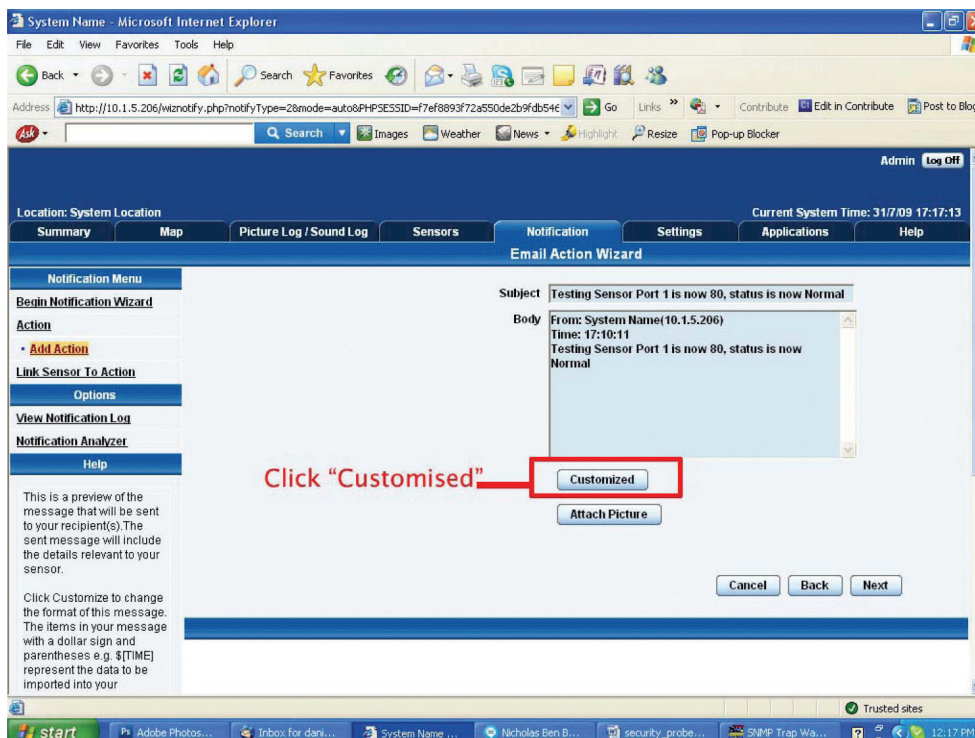 System Name - Microsoft Internet Explorer
File Edit View Favorites Tools Help
Back Search Favorites
Address http://10.1.5.206/wiznotify.php?notifyType=2&mode=auto&PHPSESSID=f7ef8893f72a550de2b9fdb54e Go Links » Contribute Edit in Contribute Post to Blog
Ask Search Images Weather News Highlight Resize Pop-up Blocker
Admin Log Off
Location: System Location Current System Time: 31/7/09 17:17:13
Summary Map Picture Log / Sound Log Sensors Notification Settings Applications Help
Email Action Wizard
Notification Menu
Begin Notification Wizard
Action
Add Action
Link Sensor To Action
Options
View Notification Log
Notification Analyzer
Help
This is a preview of the
message that will be sent
to your recipient(s).The
sent message will include
the details relevant to your
sensor.
Click Customize to change
the format of this message.
The items in your message
with a dollar sign and
parentheses e.g. $[TIME]
represent the data to be
imported into your
Subject Testing Sensor Port 1 is now 80, status is now Normal
Body From: System Name(10.1.5.206)
Time: 17:10:11
Testing Sensor Port 1 is now 80, status is now
Normal
Click “Customised”
Customized
Attach Picture
Cancel Back Next
Trusted sites
start Adobe Photos... Inbox for dani... System Name ... Nicholas Ben B... security_probe... SNMP Trap Wa... 12:17 PM